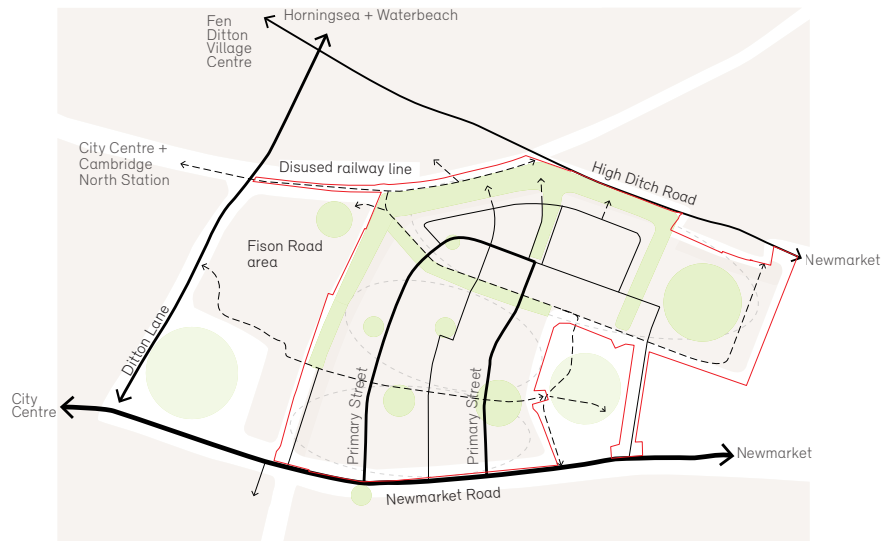 Horningsea + Waterbeach
Fen
Ditton
Village
Centre
City Centre +
Cambridge
North Station
Disused railway line
High Ditch Road
Fison Road
area
Newmarket
Ditton Lane
Primary Street
Primary Street
City
Centre
Newmarket
Newmarket Road